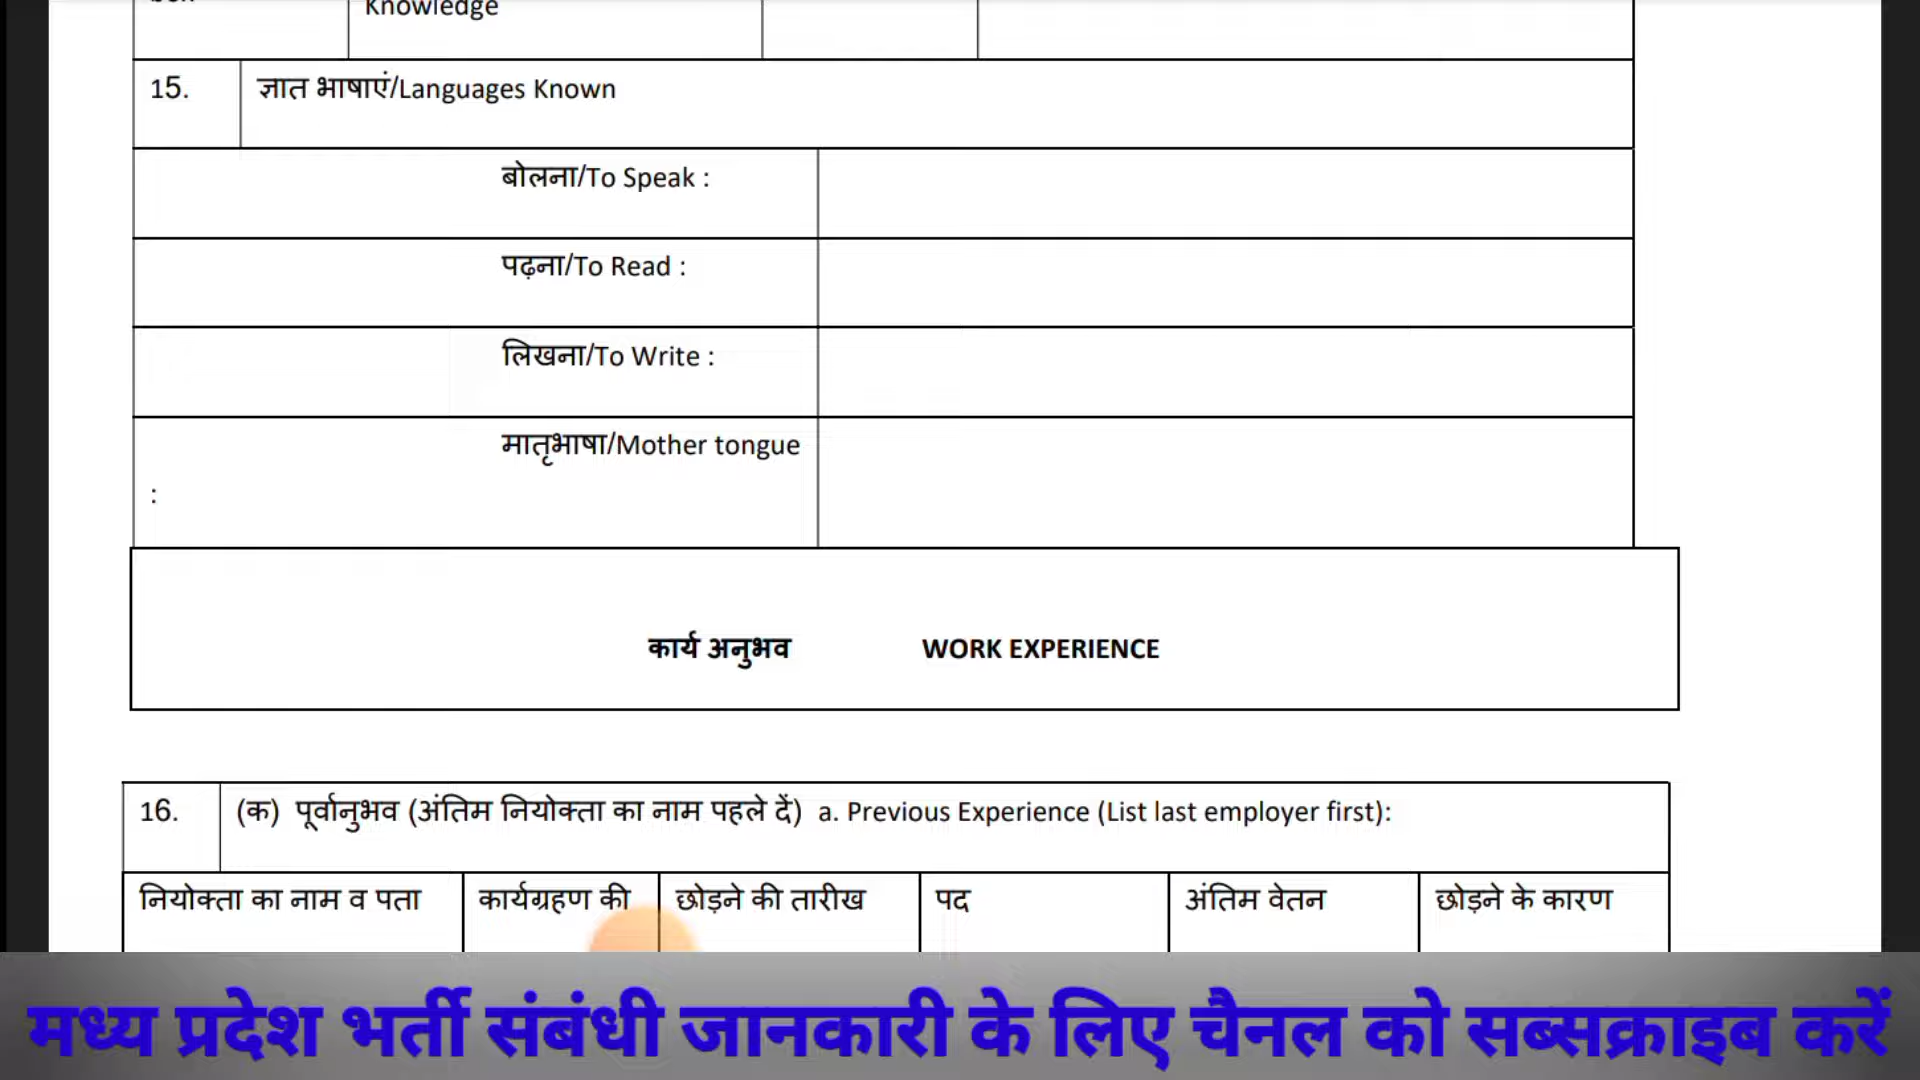 Knowledge
15. ज्ञात भाषाएं/Languages Known
बोलना/To Speak :
पढ़ना/To Read :
लिखना/To Write :
मातृभाषा/Mother tongue
:
कार्य अनुभव WORK EXPERIENCE
16. (क) पूर्वानुभव (अंतिम नियोक्ता का नाम पहले दें) a. Previous Experience (List last employer first):
नियोक्ता का नाम व पता कार्यग्रहण की छोड़ने की तारीख पद अंतिम वेतन छोड़ने के कारण
मध्य प्रदेश भर्ती संबंधी जानकारी के लिए चैनल को सब्सक्राइब करें